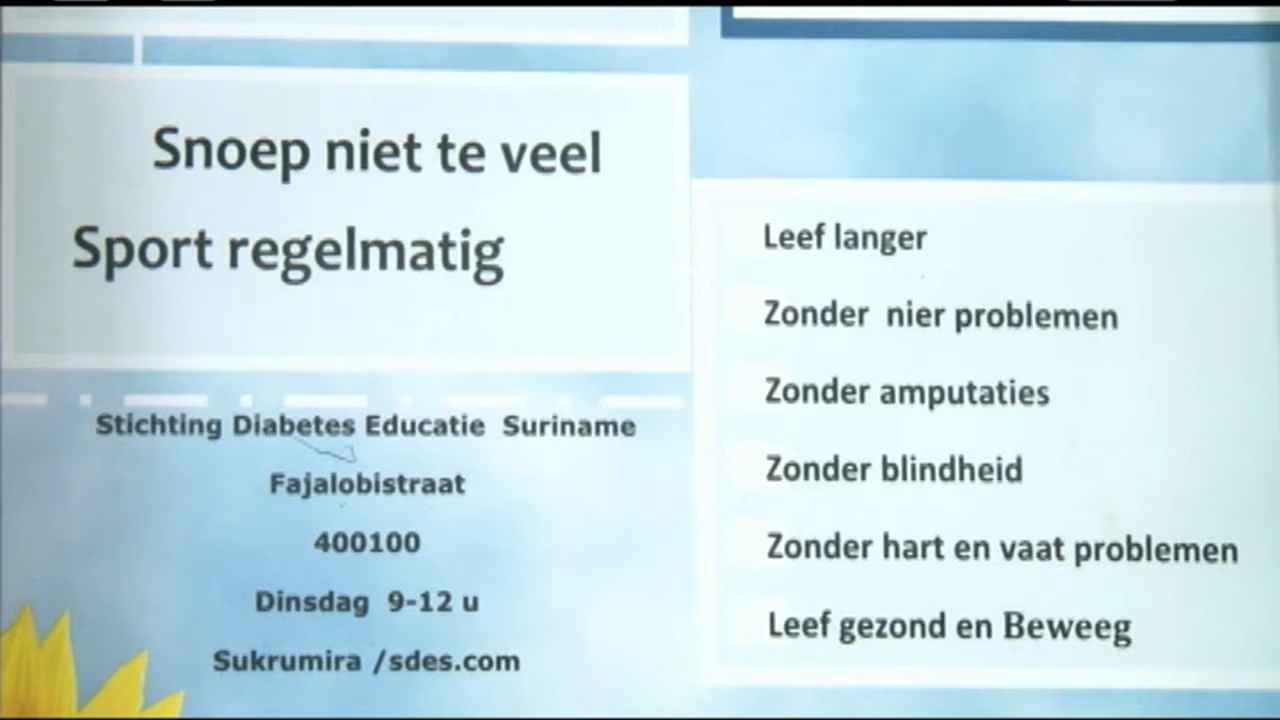 Snoep niet te veel
Sport regelmatig
Stichting Diabetes Educatie Suriname
Fajalobistraat
400100
Dinsdag 9-12 u
Sukrumira /sdes.com
Leef langer
Zonder nier problemen
Zonder amputaties
Zonder blindheid
Zonder hart en vaat problemen
Leef gezond en Beweeg